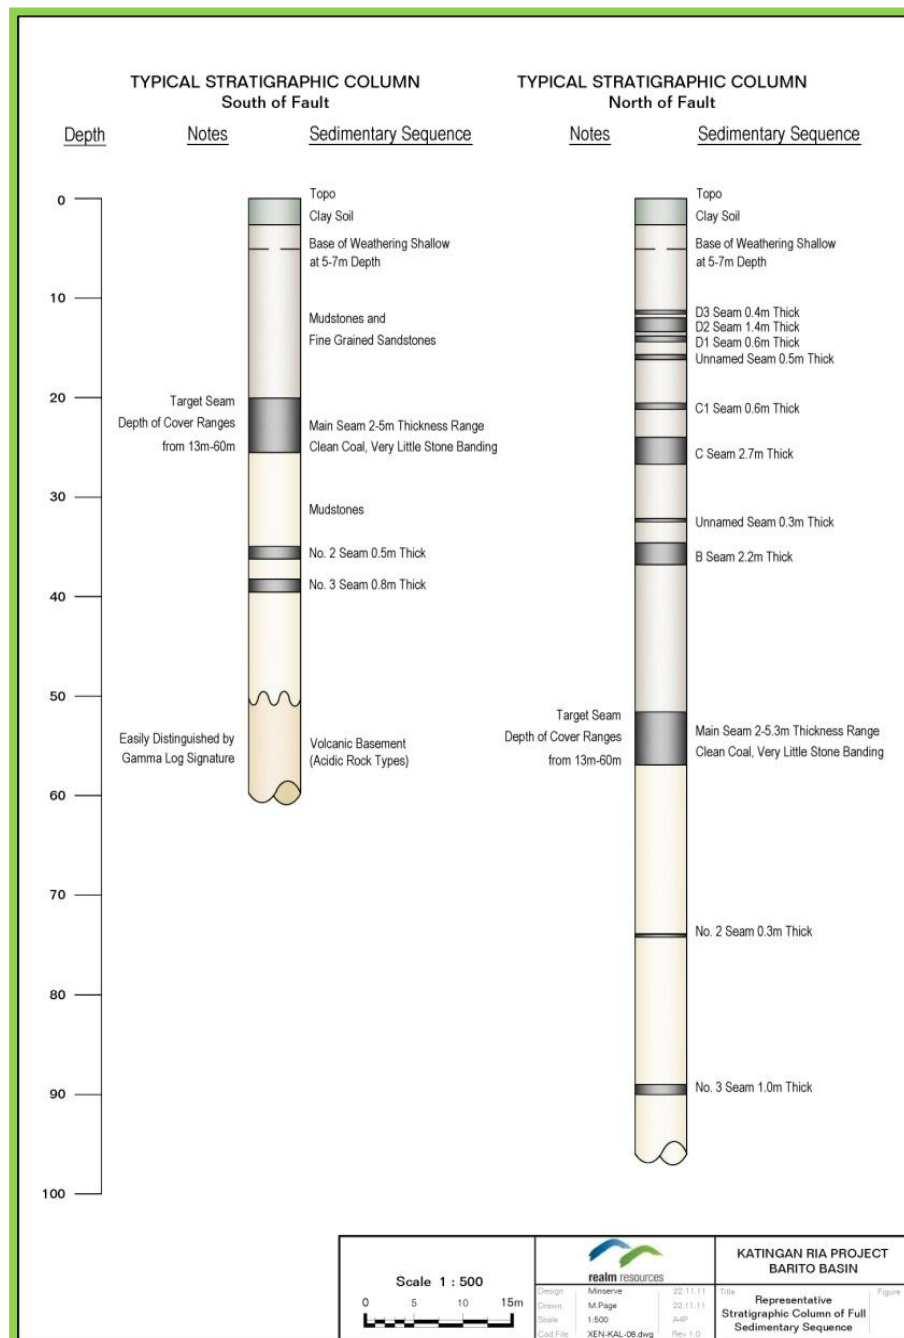 TYPICAL STRATIGRAPHIC COLUMN
South of Fault
TYPICAL STRATIGRAPHIC COLUMN
North of Fault
Depth
Notes
Sedimentary Sequence
Notes
Sedimentary Sequence
0
10
20
30
40
50
60
70
80
90
100
Topo
Clay Soil
Base of Weathering Shallow
at 5-7m Depth
Mudstones and
Fine Grained Sandstones
Target Seam
Depth of Cover Ranges
from 13m-60m
Main Seam 2-5m Thickness Range
Clean Coal, Very Little Stone Banding
Mudstones
No. 2 Seam 0.5m Thick
No. 3 Seam 0.8m Thick
Easily Distinguished by
Gamma Log Signature
Volcanic Basement
(Acidic Rock Types)
Topo
Clay Soil
Base of Weathering Shallow
at 5-7m Depth
D3 Seam 0.4m Thick
D2 Seam 1.4m Thick
D1 Seam 0.6m Thick
Unnamed Seam 0.5m Thick
C1 Seam 0.6m Thick
C Seam 2.7m Thick
Unnamed Seam 0.3m Thick
B Seam 2.2m Thick
Target Seam
Depth of Cover Ranges
from 13m-60m
Main Seam 2-5.3m Thickness Range
Clean Coal, Very Little Stone Banding
No. 2 Seam 0.3m Thick
No. 3 Seam 1.0m Thick
Scale 1 : 500
0 5 10 15m
realm resources
Design Minserve 22.11.11
Drawn M.Page 22.11.11
Scale 1:500 A4P
Cad File XEN-KAL-08.dwg Rev 1.0
KATINGAN RIA PROJECT
BARITO BASIN
Title Figure
Representative
Stratigraphic Column of Full
Sedimentary Sequence